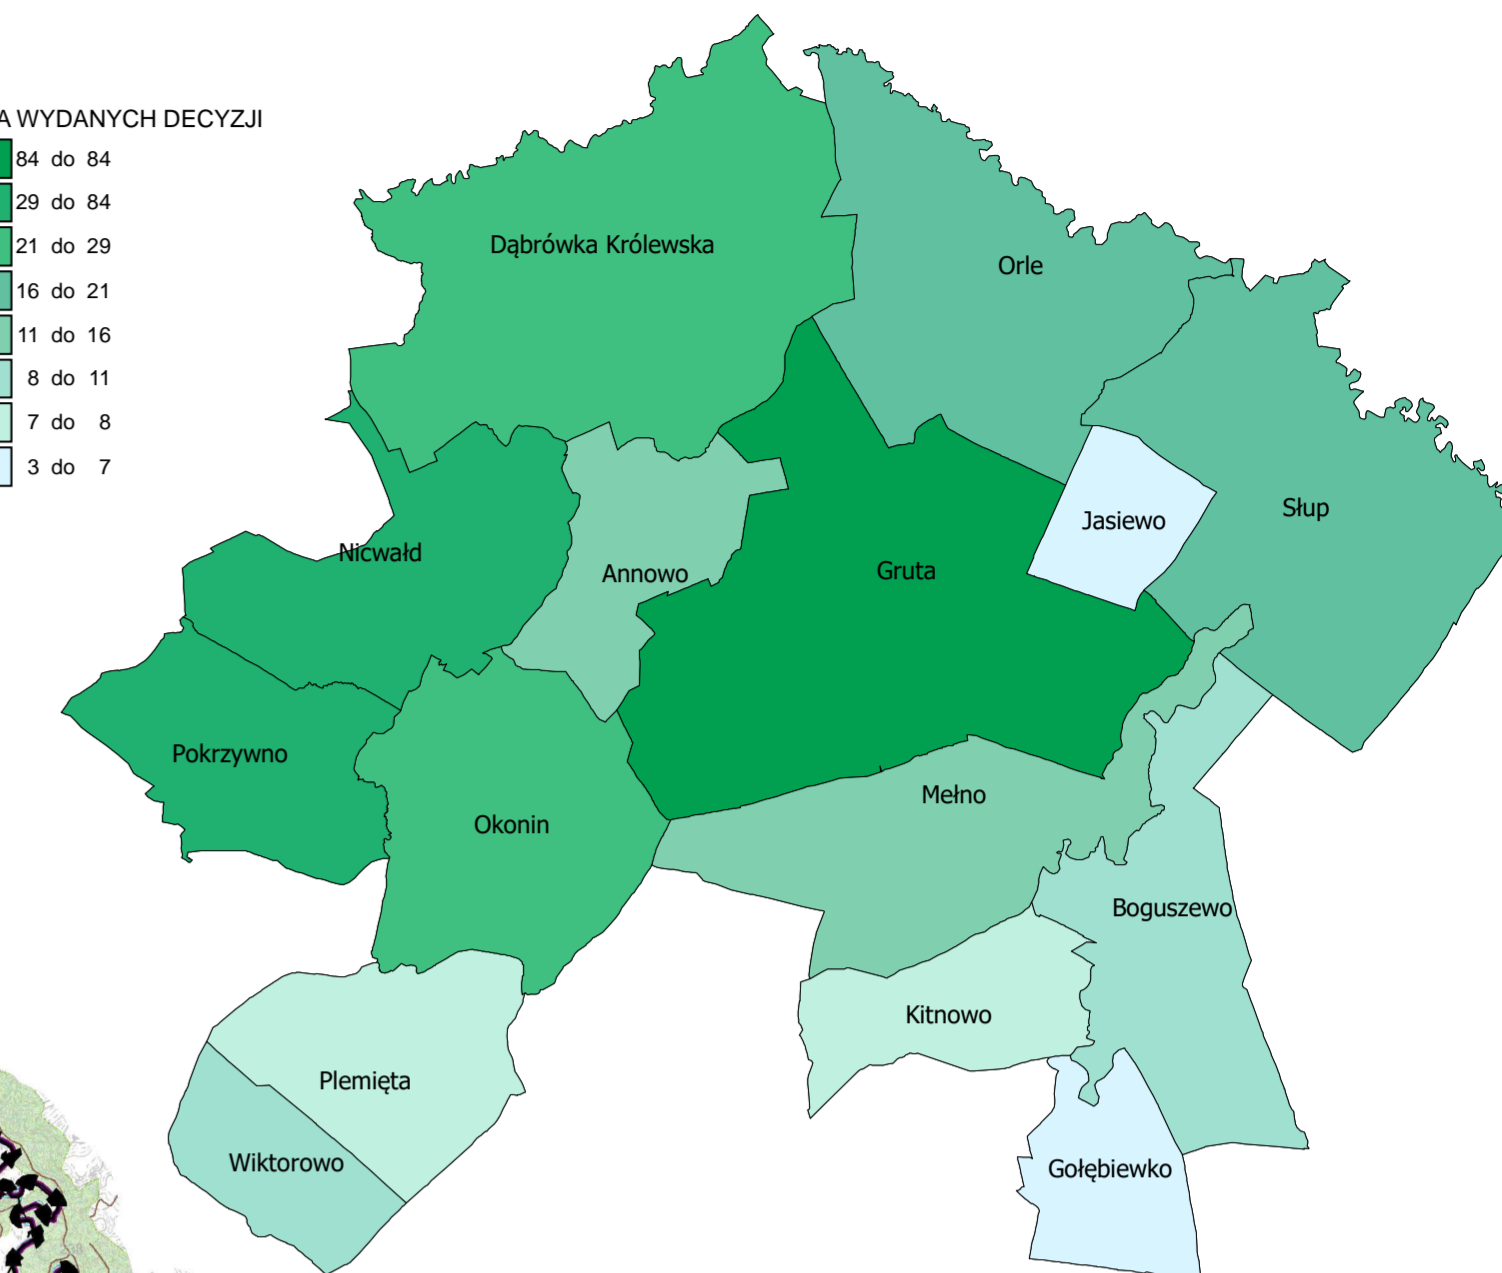 A WYDANYCH DECYZJI
84 do 84
29 do 84
21 do 29
16 do 21
11 do 16
8 do 11
7 do 8
3 do 7
Dąbrówka Królewska
Orle
Słup
Jasiewo
Nicwałd
Annowo
Gruta
Pokrzywno
Mełno
Okonin
Boguszewo
Kitnowo
Plemięta
Wiktorowo
Gołębiewko